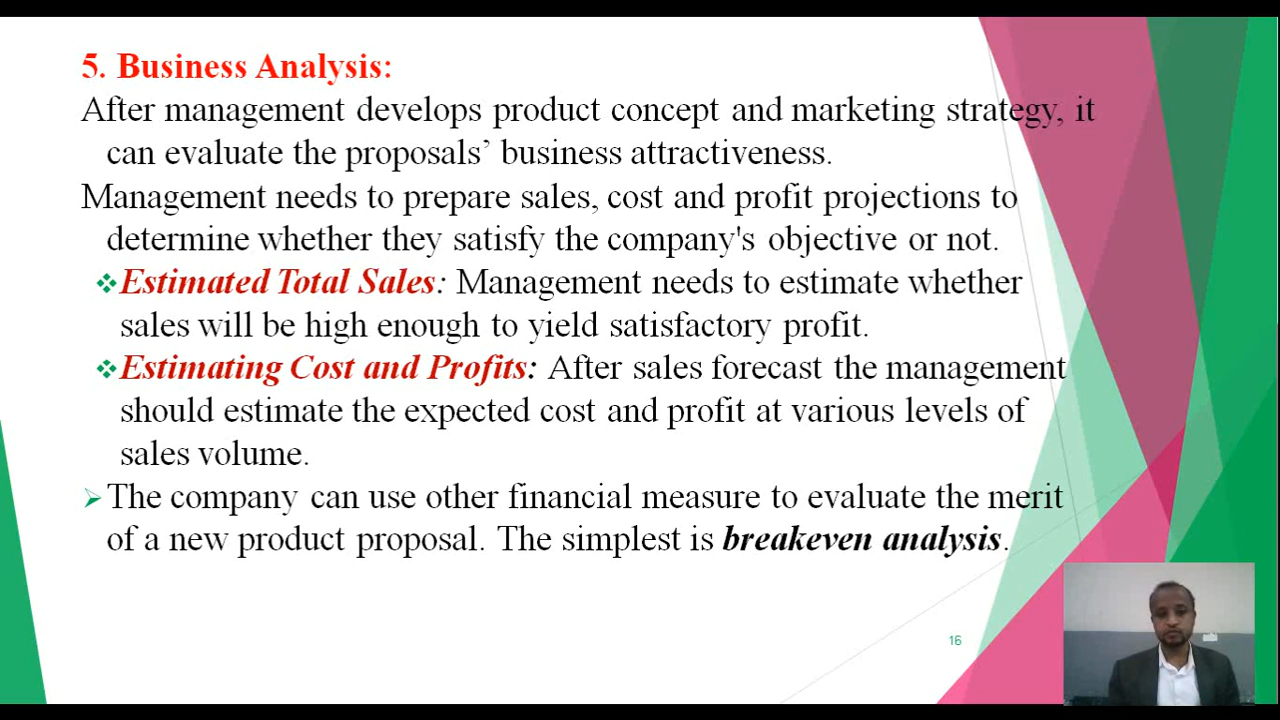 5. Business Analysis:
After management develops product concept and marketing strategy, it
can evaluate the proposals’ business attractiveness.
Management needs to prepare sales, cost and profit projections to
determine whether they satisfy the company's objective or not.
❖Estimated Total Sales: Management needs to estimate whether
sales will be high enough to yield satisfactory profit.
❖Estimating Cost and Profits: After sales forecast the management
should estimate the expected cost and profit at various levels of
sales volume.
➢The company can use other financial measure to evaluate the merit
of a new product proposal. The simplest is breakeven analysis.
16